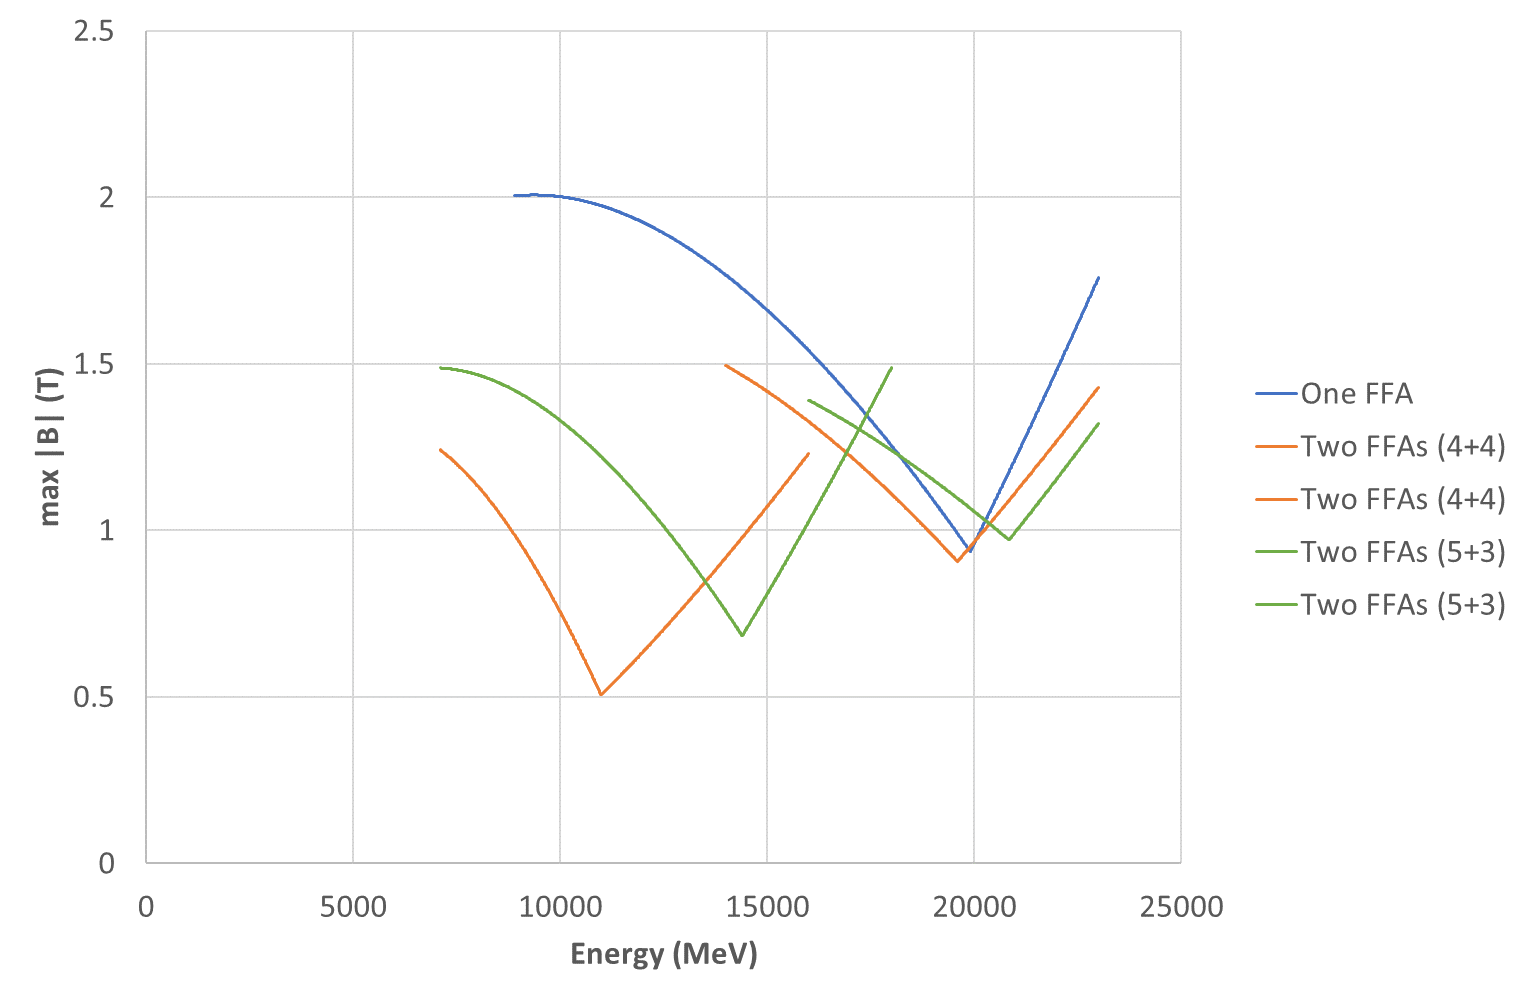 2.5
2
1.5
1
0.5
0
max |B| (T)
0 5000 10000 15000 20000 25000
Energy (MeV)
One FFA
Two FFAs (4+4)
Two FFAs (4+4)
Two FFAs (5+3)
Two FFAs (5+3)